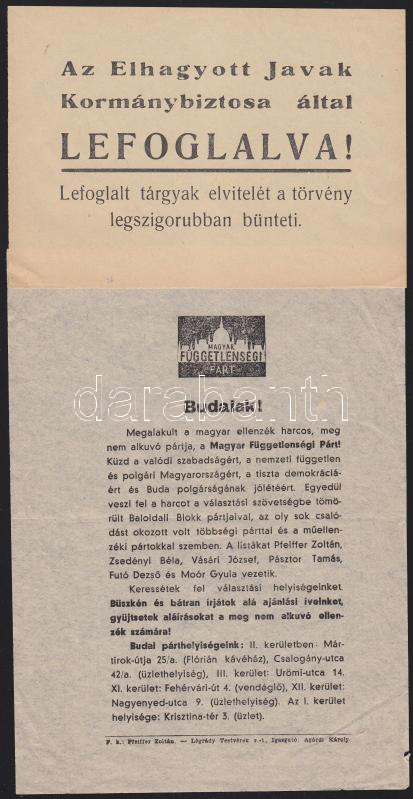 Az Elhagyott Javak
Kormánybiztosa által
LEFOGLALVA!
Lefoglalt tárgyak elvitelét a törvény
legszigorubban bünteti.
MAGYAR
FÜGGETLENSÉGI
PÁRT
darabanth
Budaiak!
Megalakult a magyar ellenzék harcos, meg
nem alkuvó pártja, a Magyar Függetlenségi Párt!
Küzd a valódi szabadságért, a nemzeti független
és polgári Magyarországért, a tiszta demokráciá-
ért és Buda polgárságának jólétéért. Egyedül
veszi fel a harcot a választási szövetségbe tömö-
rült Baloldali Blokk pártjaival, az oly sok csaló-
dást okozott volt többségi párttal és a műellen-
zéki pártokkal szemben. A listákat Pfeiffer Zoltán,
Zsedényi Béla, Vásári József, Pásztor Tamás,
Futó Dezső és Moór Gyula vezetik.
Keressétek fel választási helyiségeinket.
Büszkén és bátran írjátok alá ajánlási íveinket,
gyüjtsetek aláírásokat a meg nem alkuvó ellen-
zék számára!
Budai párthelyiségeink: II. kerületben: Már-
tirok-útja 25/a. (Flórián kávéház), Csalogány-utca
42/a. (üzlethelyiség), III. kerület: Ürömi-utca 14.
XI. kerület: Fehérvári-út 4. (vendéglő), XII. kerület:
Nagyenyed-utca 9. (üzlethelyiség). Az I. kerület
helyisége: Krisztina-tér 3. (üzlet).
F. k.: Pfeiffer Zoltán. — Légrády Testvérek r.-t., Igazgató: Agárdi Károly.